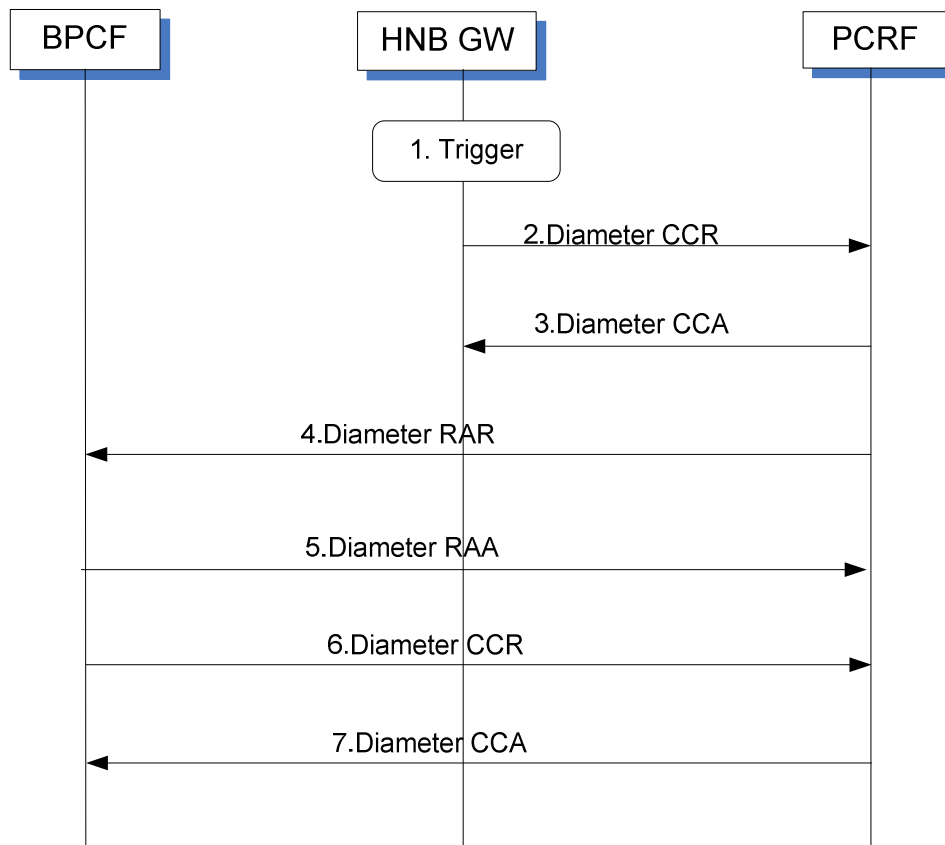 BPCF
HNB GW
PCRF
1. Trigger
2.Diameter CCR
3.Diameter CCA
4.Diameter RAR
5.Diameter RAA
6.Diameter CCR
7.Diameter CCA